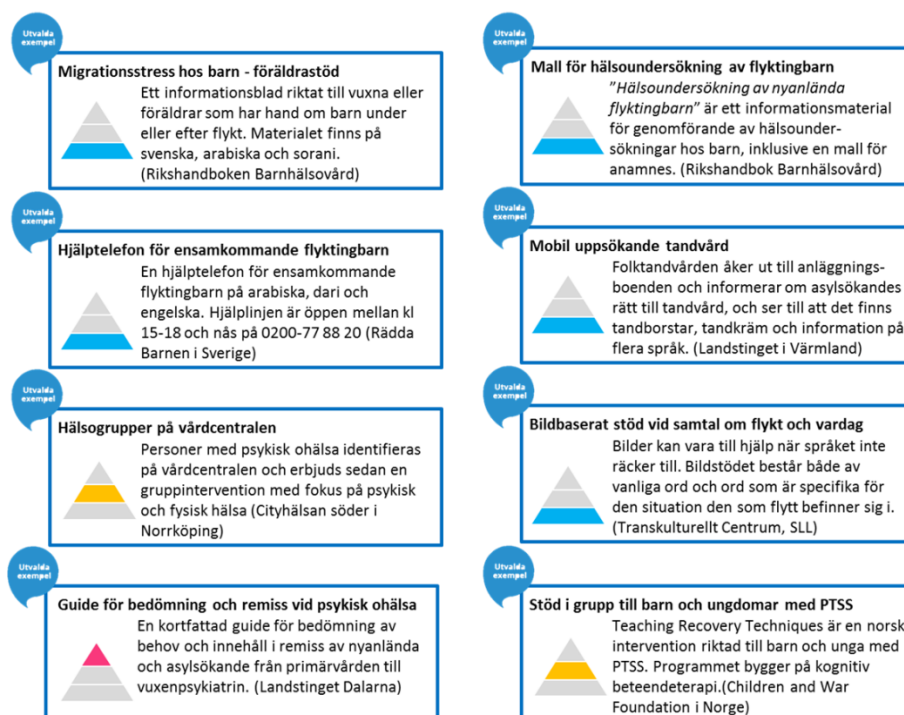 Utvalda
exempel
Migrationsstress hos barn - föräldrastöd
Ett informationsblad riktat till vuxna eller
föräldrar som har hand om barn under
eller efter flykt. Materialet finns på
svenska, arabiska och sorani.
(Rikshandboken Barnhälsovård)
Utvalda
exempel
Hjälptelefon för ensamkommande flyktingbarn
En hjälptelefon för ensamkommande
flyktingbarn på arabiska, dari och
engelska. Hjälplinjen är öppen mellan kl
15-18 och nås på 0200-77 88 20 (Rädda
Barnen i Sverige)
Utvalda
exempel
Hälsogrupper på vårdcentralen
Personer med psykisk ohälsa identifieras
på vårdcentralen och erbjuds sedan en
gruppintervention med fokus på psykisk
och fysisk hälsa (Cityhälsan söder i
Norrköping)
Utvalda
exempel
Guide för bedömning och remiss vid psykisk ohälsa
En kortfattad guide för bedömning av
behov och innehåll i remiss av nyanlända
och asylsökande från primärvården till
vuxenpsykiatrin. (Landstinget Dalarna)
Utvalda
exempel
Mall för hälsoundersökning av flyktingbarn
”Hälsoundersökning av nyanlända
flyktingbarn” är ett informationsmaterial
för genomförande av hälsounder-
sökningar hos barn, inklusive en mall för
anamnes. (Rikshandbok Barnhälsovård)
Utvalda
exempel
Mobil uppsökande tandvård
Folktandvården åker ut till anläggnings-
boenden och informerar om asylsökandes
rätt till tandvård, och ser till att det finns
tandborstar, tandkräm och information på
flera språk. (Landstinget i Värmland)
Utvalda
exempel
Bildbaserat stöd vid samtal om flykt och vardag
Bilder kan vara till hjälp när språket inte
räcker till. Bildstödet består både av
vanliga ord och ord som är specifika för
den situation den som flytt befinner sig i.
(Transkulturellt Centrum, SLL)
Utvalda
exempel
Stöd i grupp till barn och ungdomar med PTSS
Teaching Recovery Techniques är en norsk
intervention riktad till barn och unga med
PTSS. Programmet bygger på kognitiv
beteendeterapi.(Children and War
Foundation i Norge)